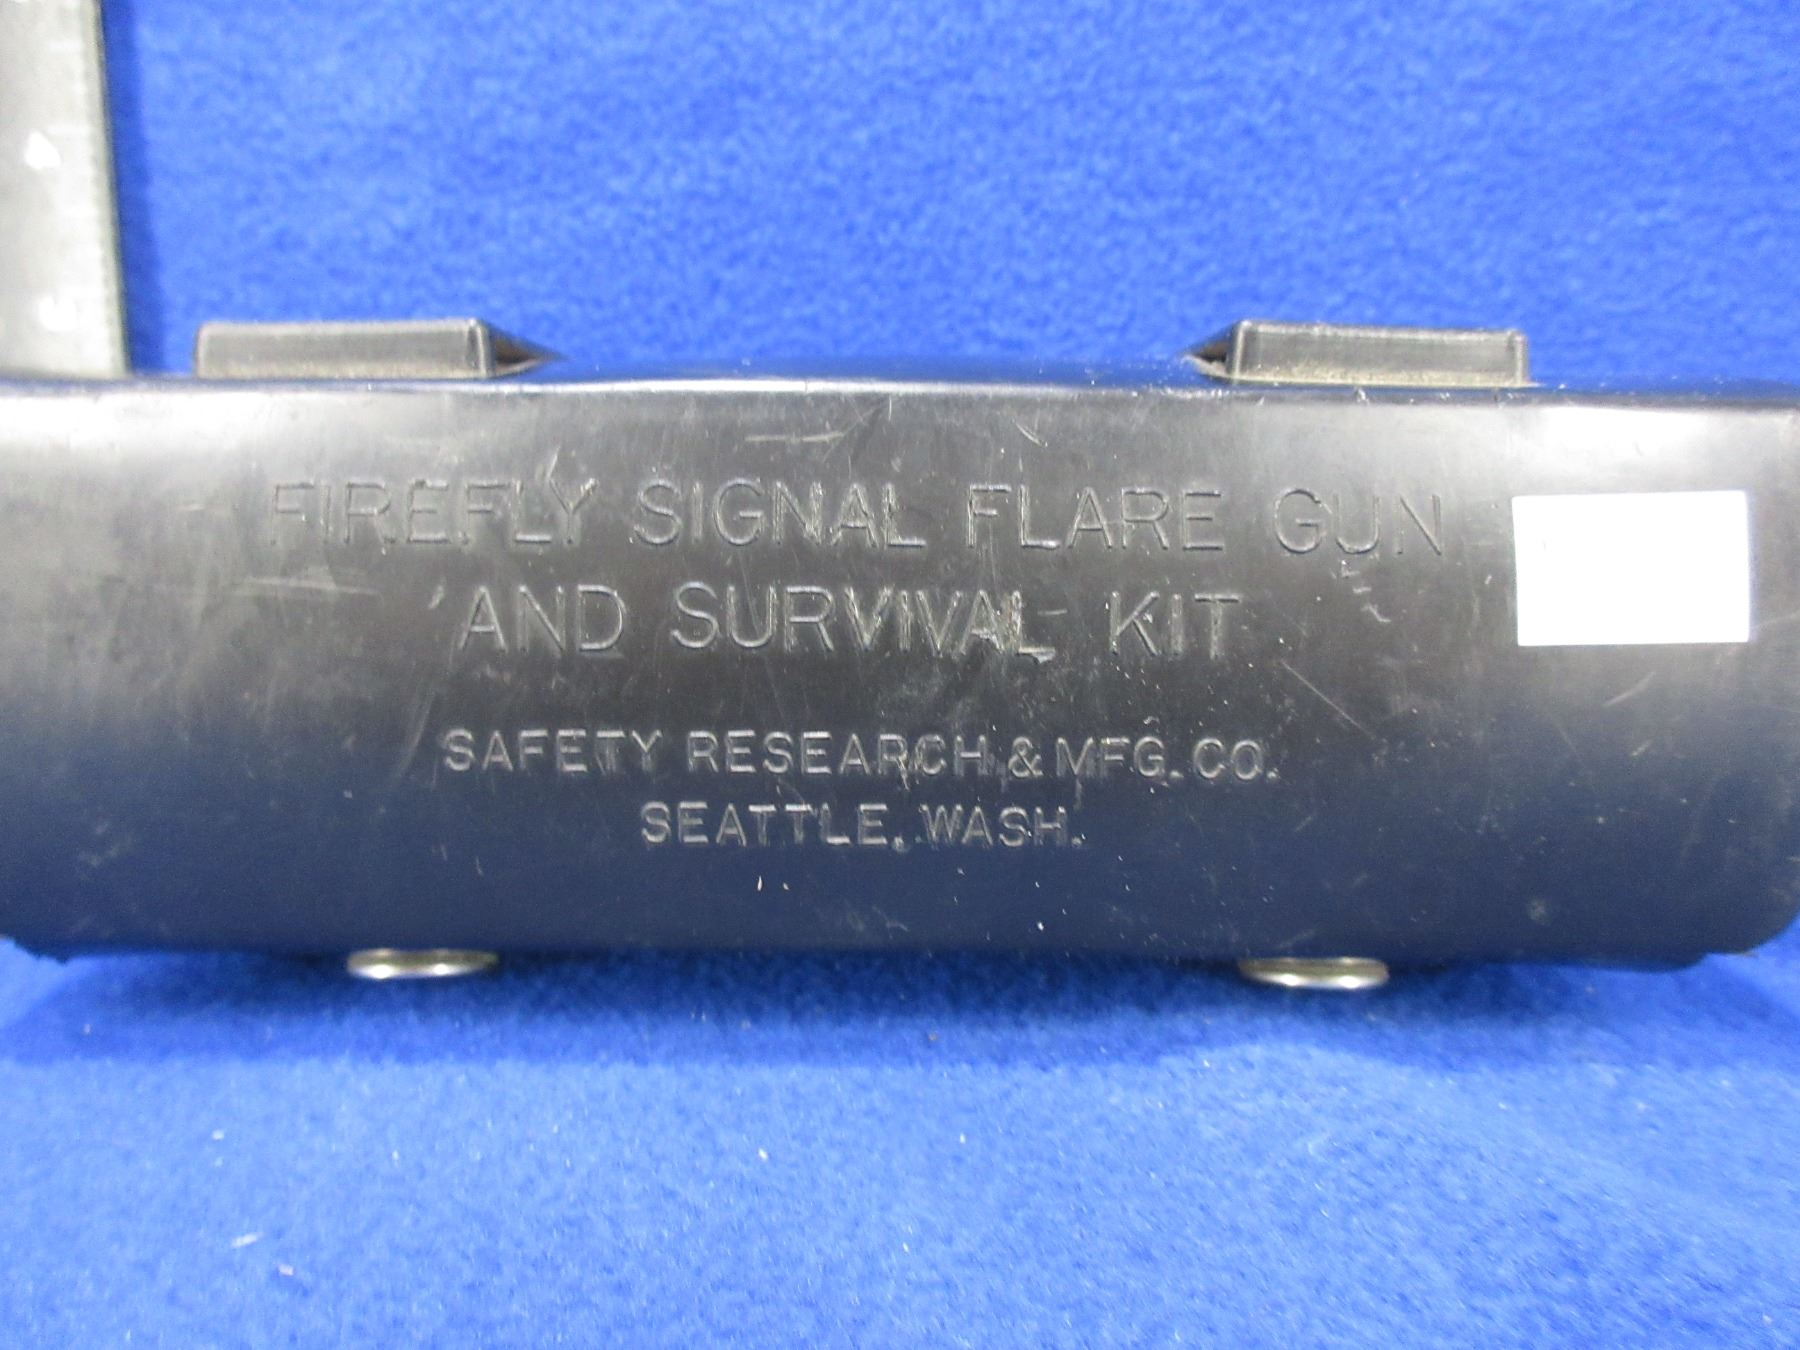 FIREFLY SIGNAL FLARE GUN
AND SURVIVAL KIT
SAFETY RESEARCH & MFG. CO.
SEATTLE, WASH.